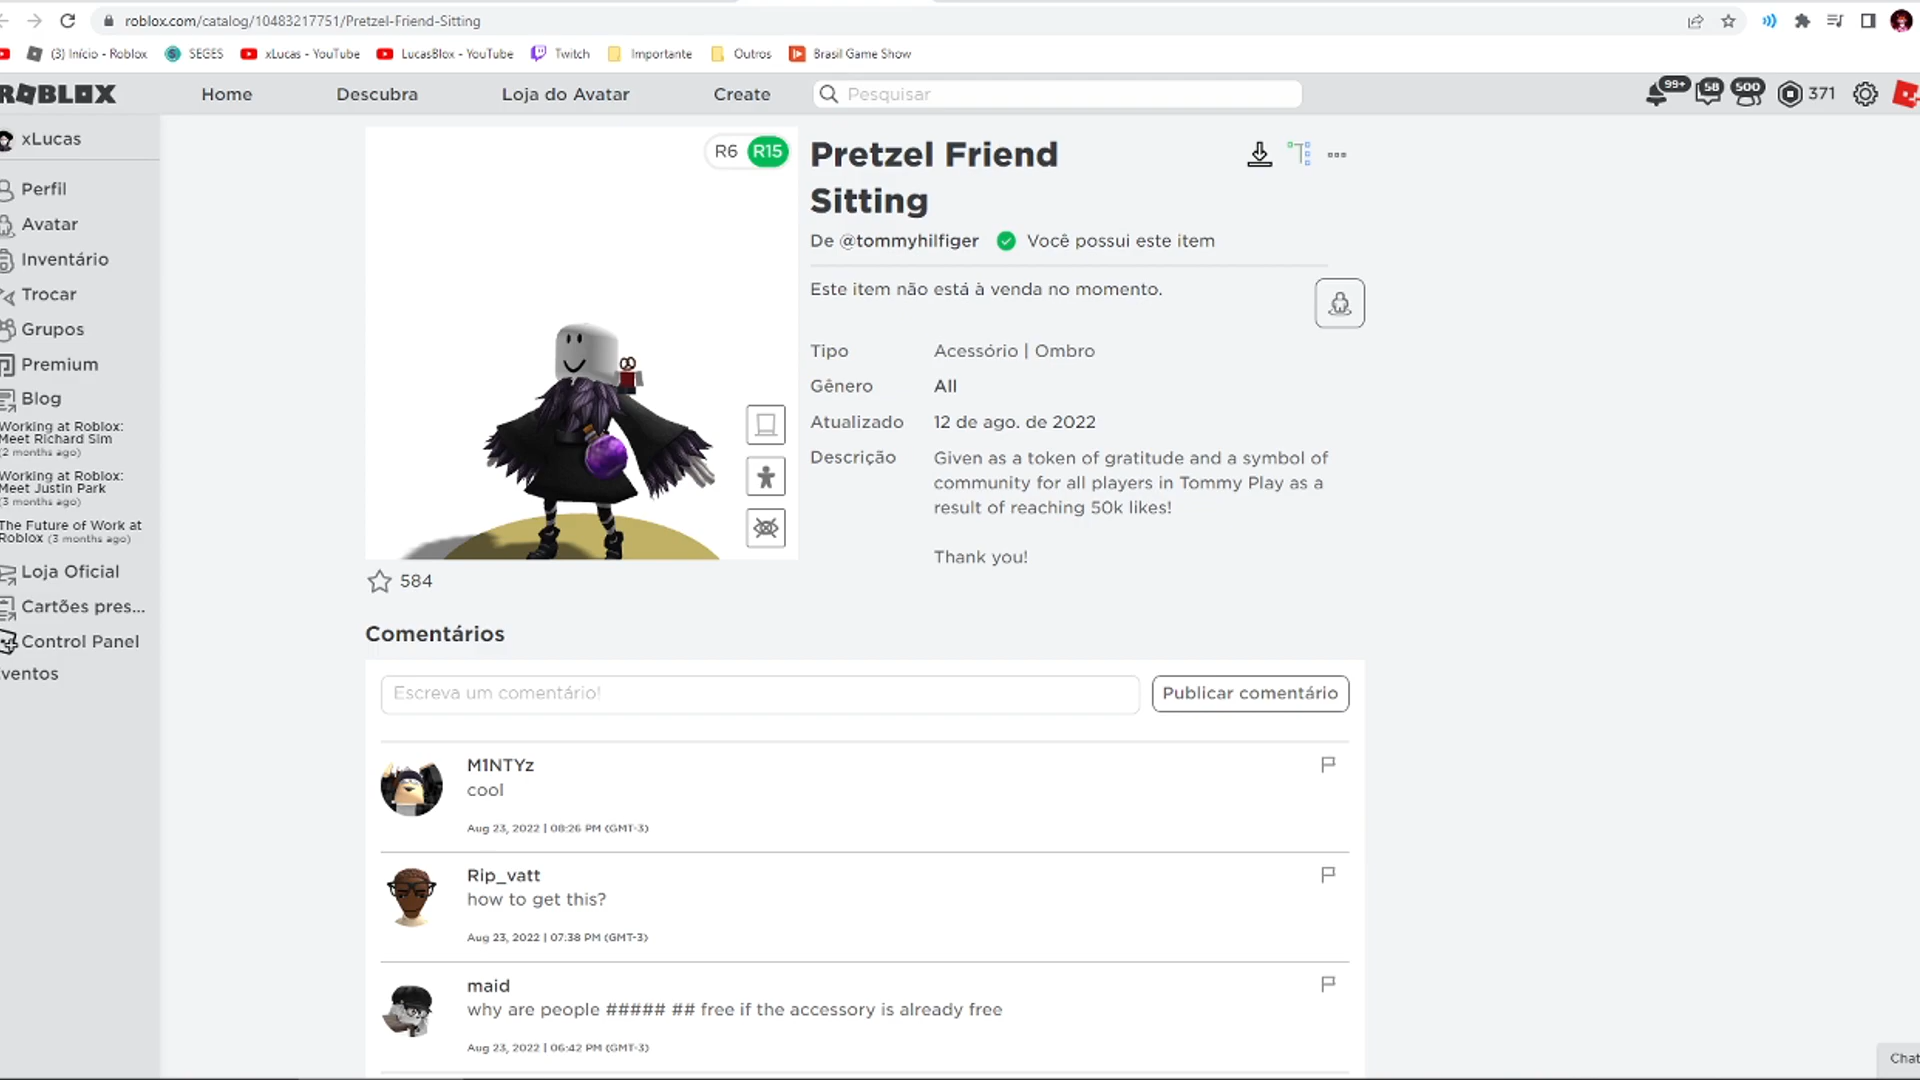 roblox.com/catalog/10483217751/Pretzel-Friend-Sitting
(3) Início - Roblox
SEGES
xLucas - YouTube
LucasBlox - YouTube
Twitch
Importante
Outros
Brasil Game Show
ROBLOX
Home
Descubra
Loja do Avatar
Create
Pesquisar
99+
58
500
371
xLucas
Perfil
Avatar
Inventário
Trocar
Grupos
Premium
Blog
Working at Roblox:
Meet Richard Sim
(2 months ago)
Working at Roblox:
Meet Justin Park
(3 months ago)
The Future of Work at
Roblox (3 months ago)
Loja Oficial
Cartões pres...
Control Panel
ventos
R6
R15
Pretzel Friend
Sitting
De @tommyhilfiger
Você possui este item
Este item não está à venda no momento.
Tipo
Acessório | Ombro
Gênero
All
Atualizado
12 de ago. de 2022
Descrição
Given as a token of gratitude and a symbol of
community for all players in Tommy Play as a
result of reaching 50k likes!
Thank you!
584
Comentários
Escreva um comentário!
Publicar comentário
M1NTYz
cool
Aug 23, 2022 | 08:26 PM (GMT-3)
Rip_vatt
how to get this?
Aug 23, 2022 | 07:38 PM (GMT-3)
maid
why are people ##### ## free if the accessory is already free
Aug 23, 2022 | 06:42 PM (GMT-3)
Chat